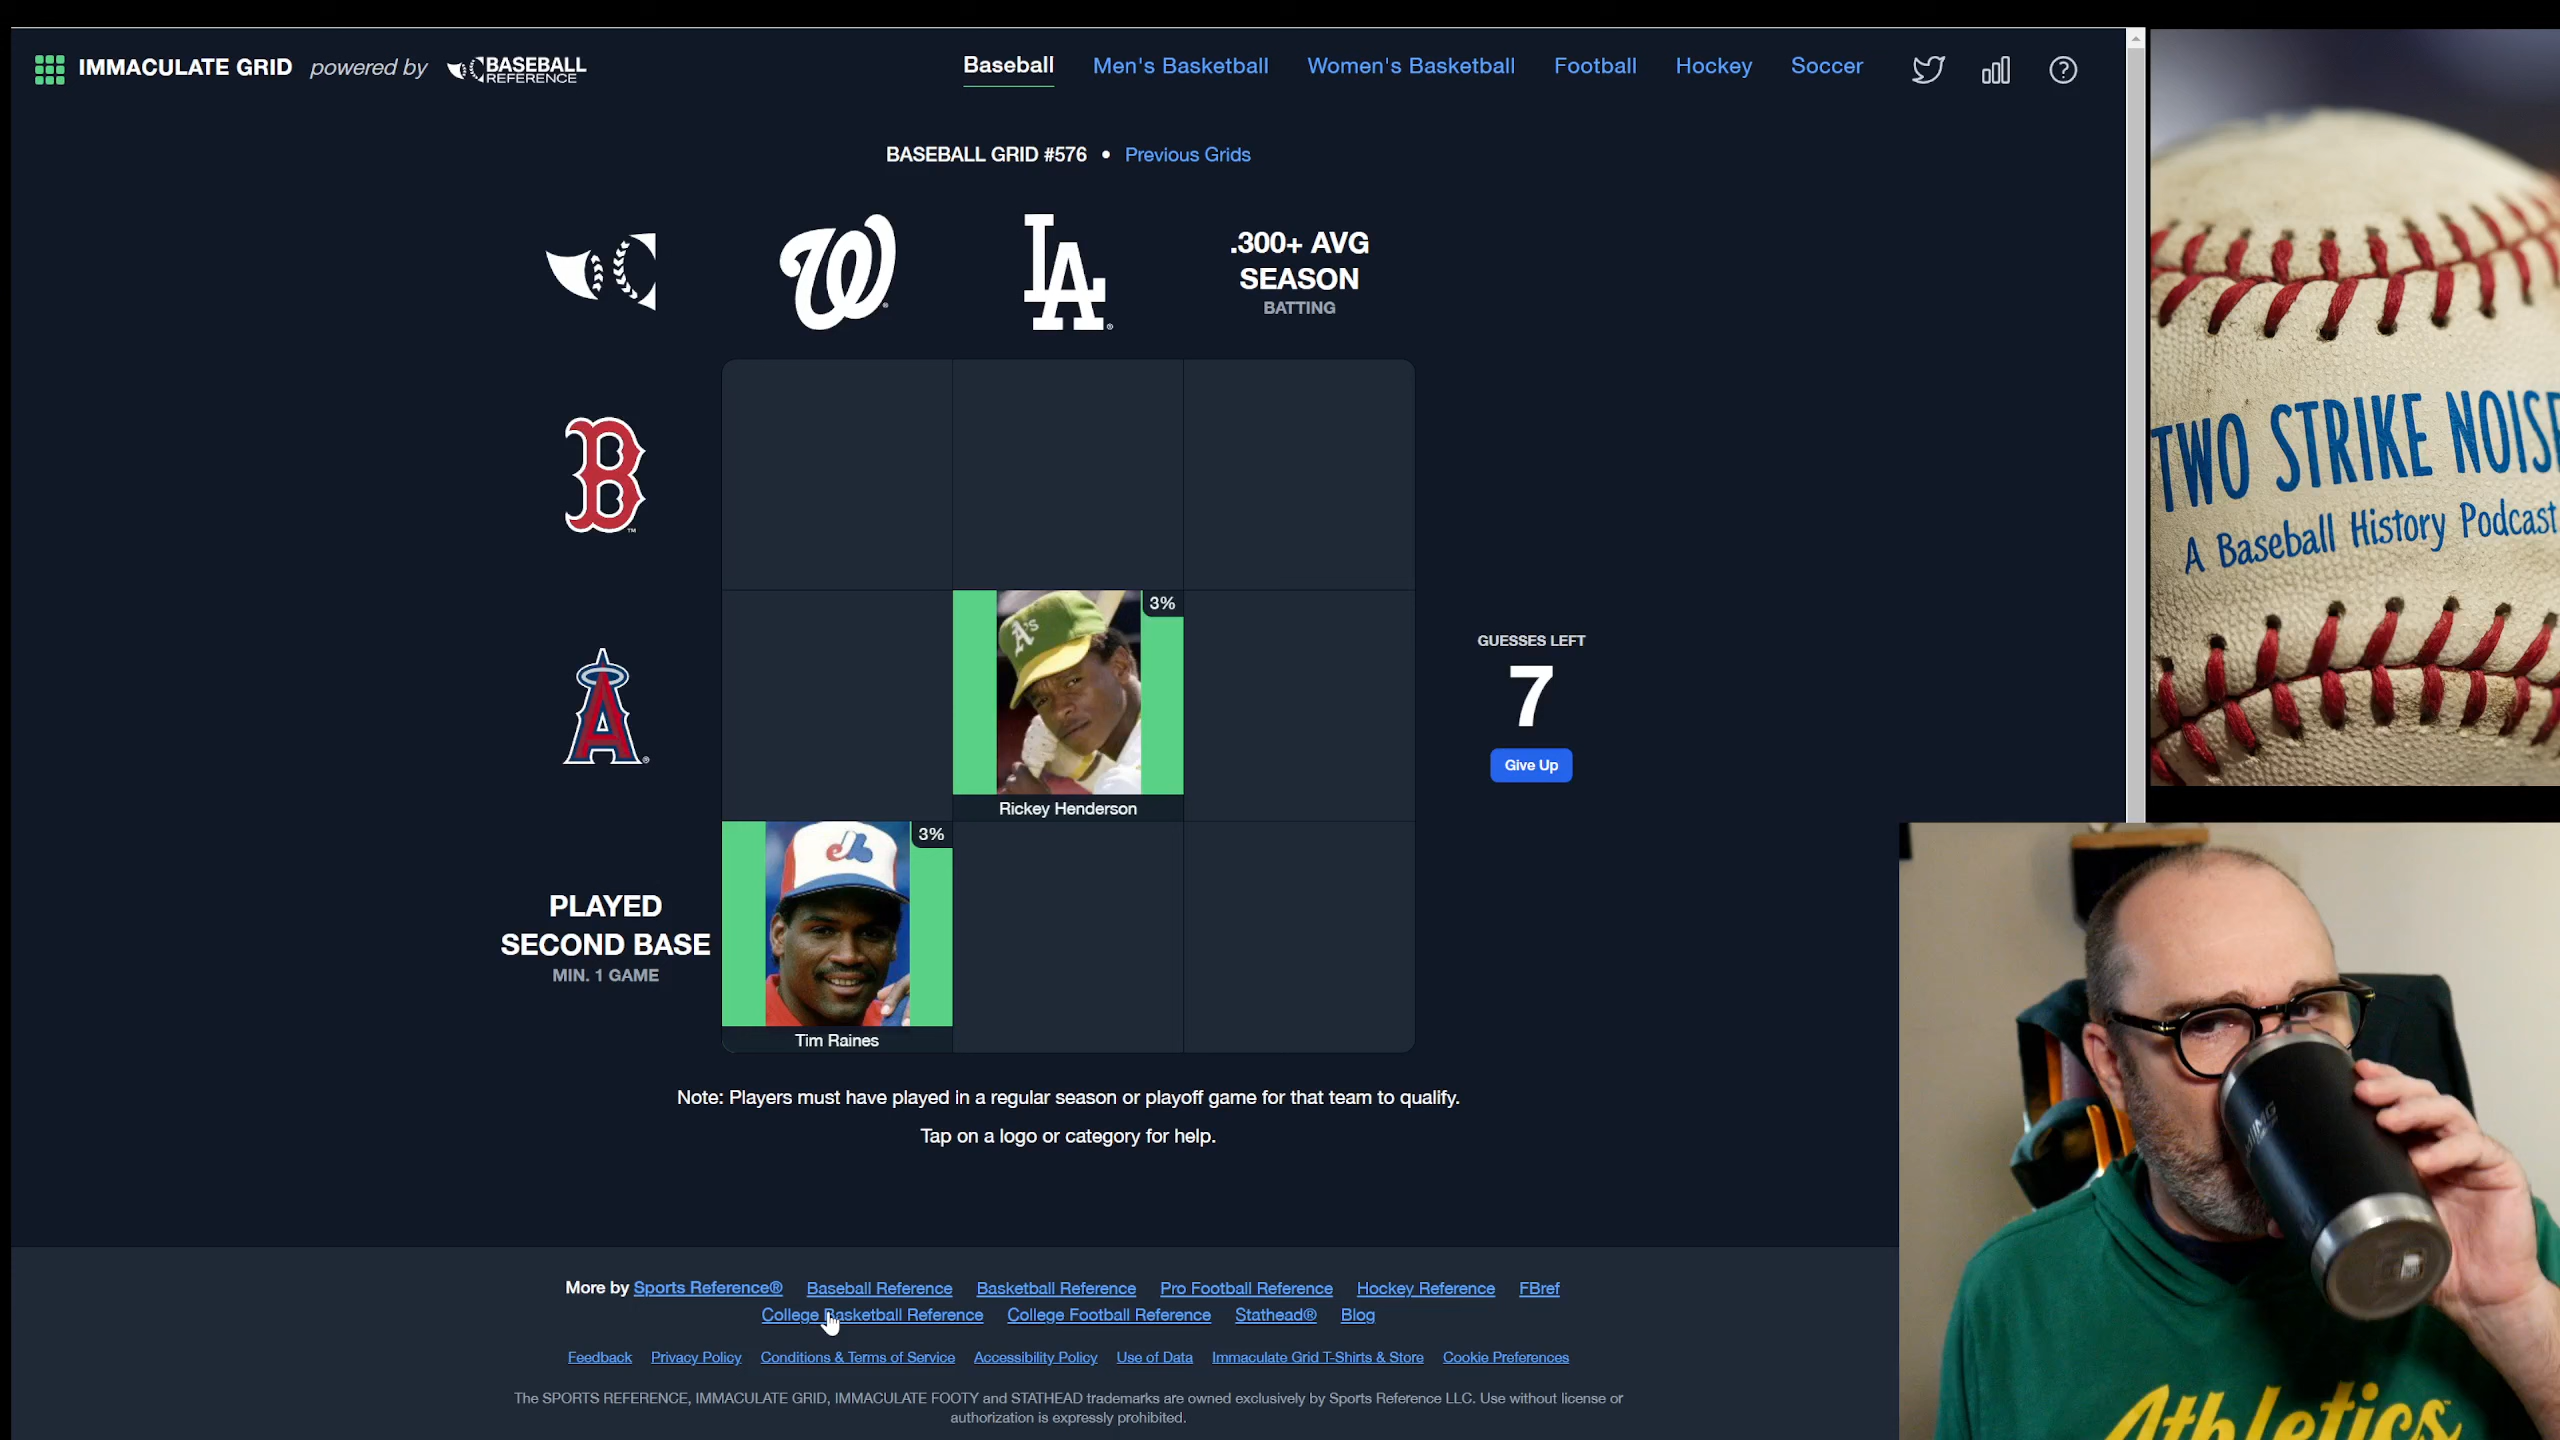 IMMACULATE GRID powered by BASEBALL REFERENCE
Baseball Men's Basketball Women's Basketball Football Hockey Soccer
BASEBALL GRID #576 • Previous Grids
W
LA
.300+ AVG
SEASON
BATTING
B
A
A's
3%
Rickey Henderson
GUESSES LEFT
7
Give Up
PLAYED
SECOND BASE
MIN. 1 GAME
3%
Tim Raines
Note: Players must have played in a regular season or playoff game for that team to qualify.
Tap on a logo or category for help.
More by Sports Reference® Baseball Reference Basketball Reference Pro Football Reference Hockey Reference FBref
College Basketball Reference College Football Reference Stathead® Blog
Feedback Privacy Policy Conditions & Terms of Service Accessibility Policy Use of Data Immaculate Grid T-Shirts & Store Cookie Preferences
The SPORTS REFERENCE, IMMACULATE GRID, IMMACULATE FOOTY and STATHEAD trademarks are owned exclusively by Sports Reference LLC. Use without license or
authorization is expressly prohibited.
TWO STRIKE NOISE
A Baseball History Podcast
Athletics